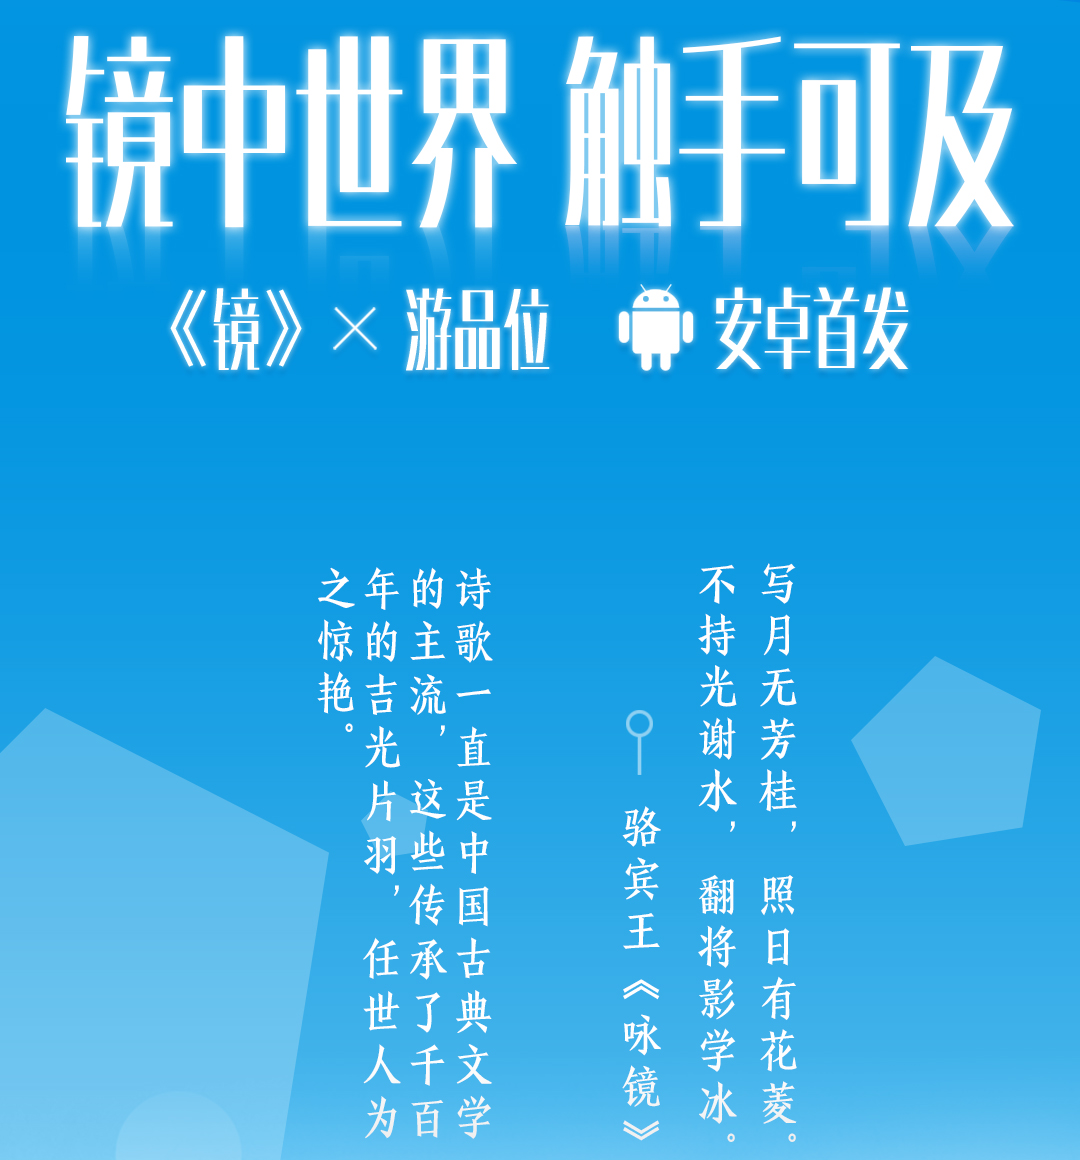 镜中世界 触手可及
《镜》×游品位 安卓首发
写月无芳桂，照日有花菱。
不持光谢水，翻将影学冰。
骆宾王《咏镜》
诗歌一直是中国古典文学
的主流，这些传承了千百
年的吉光片羽，任世人为
之惊艳。